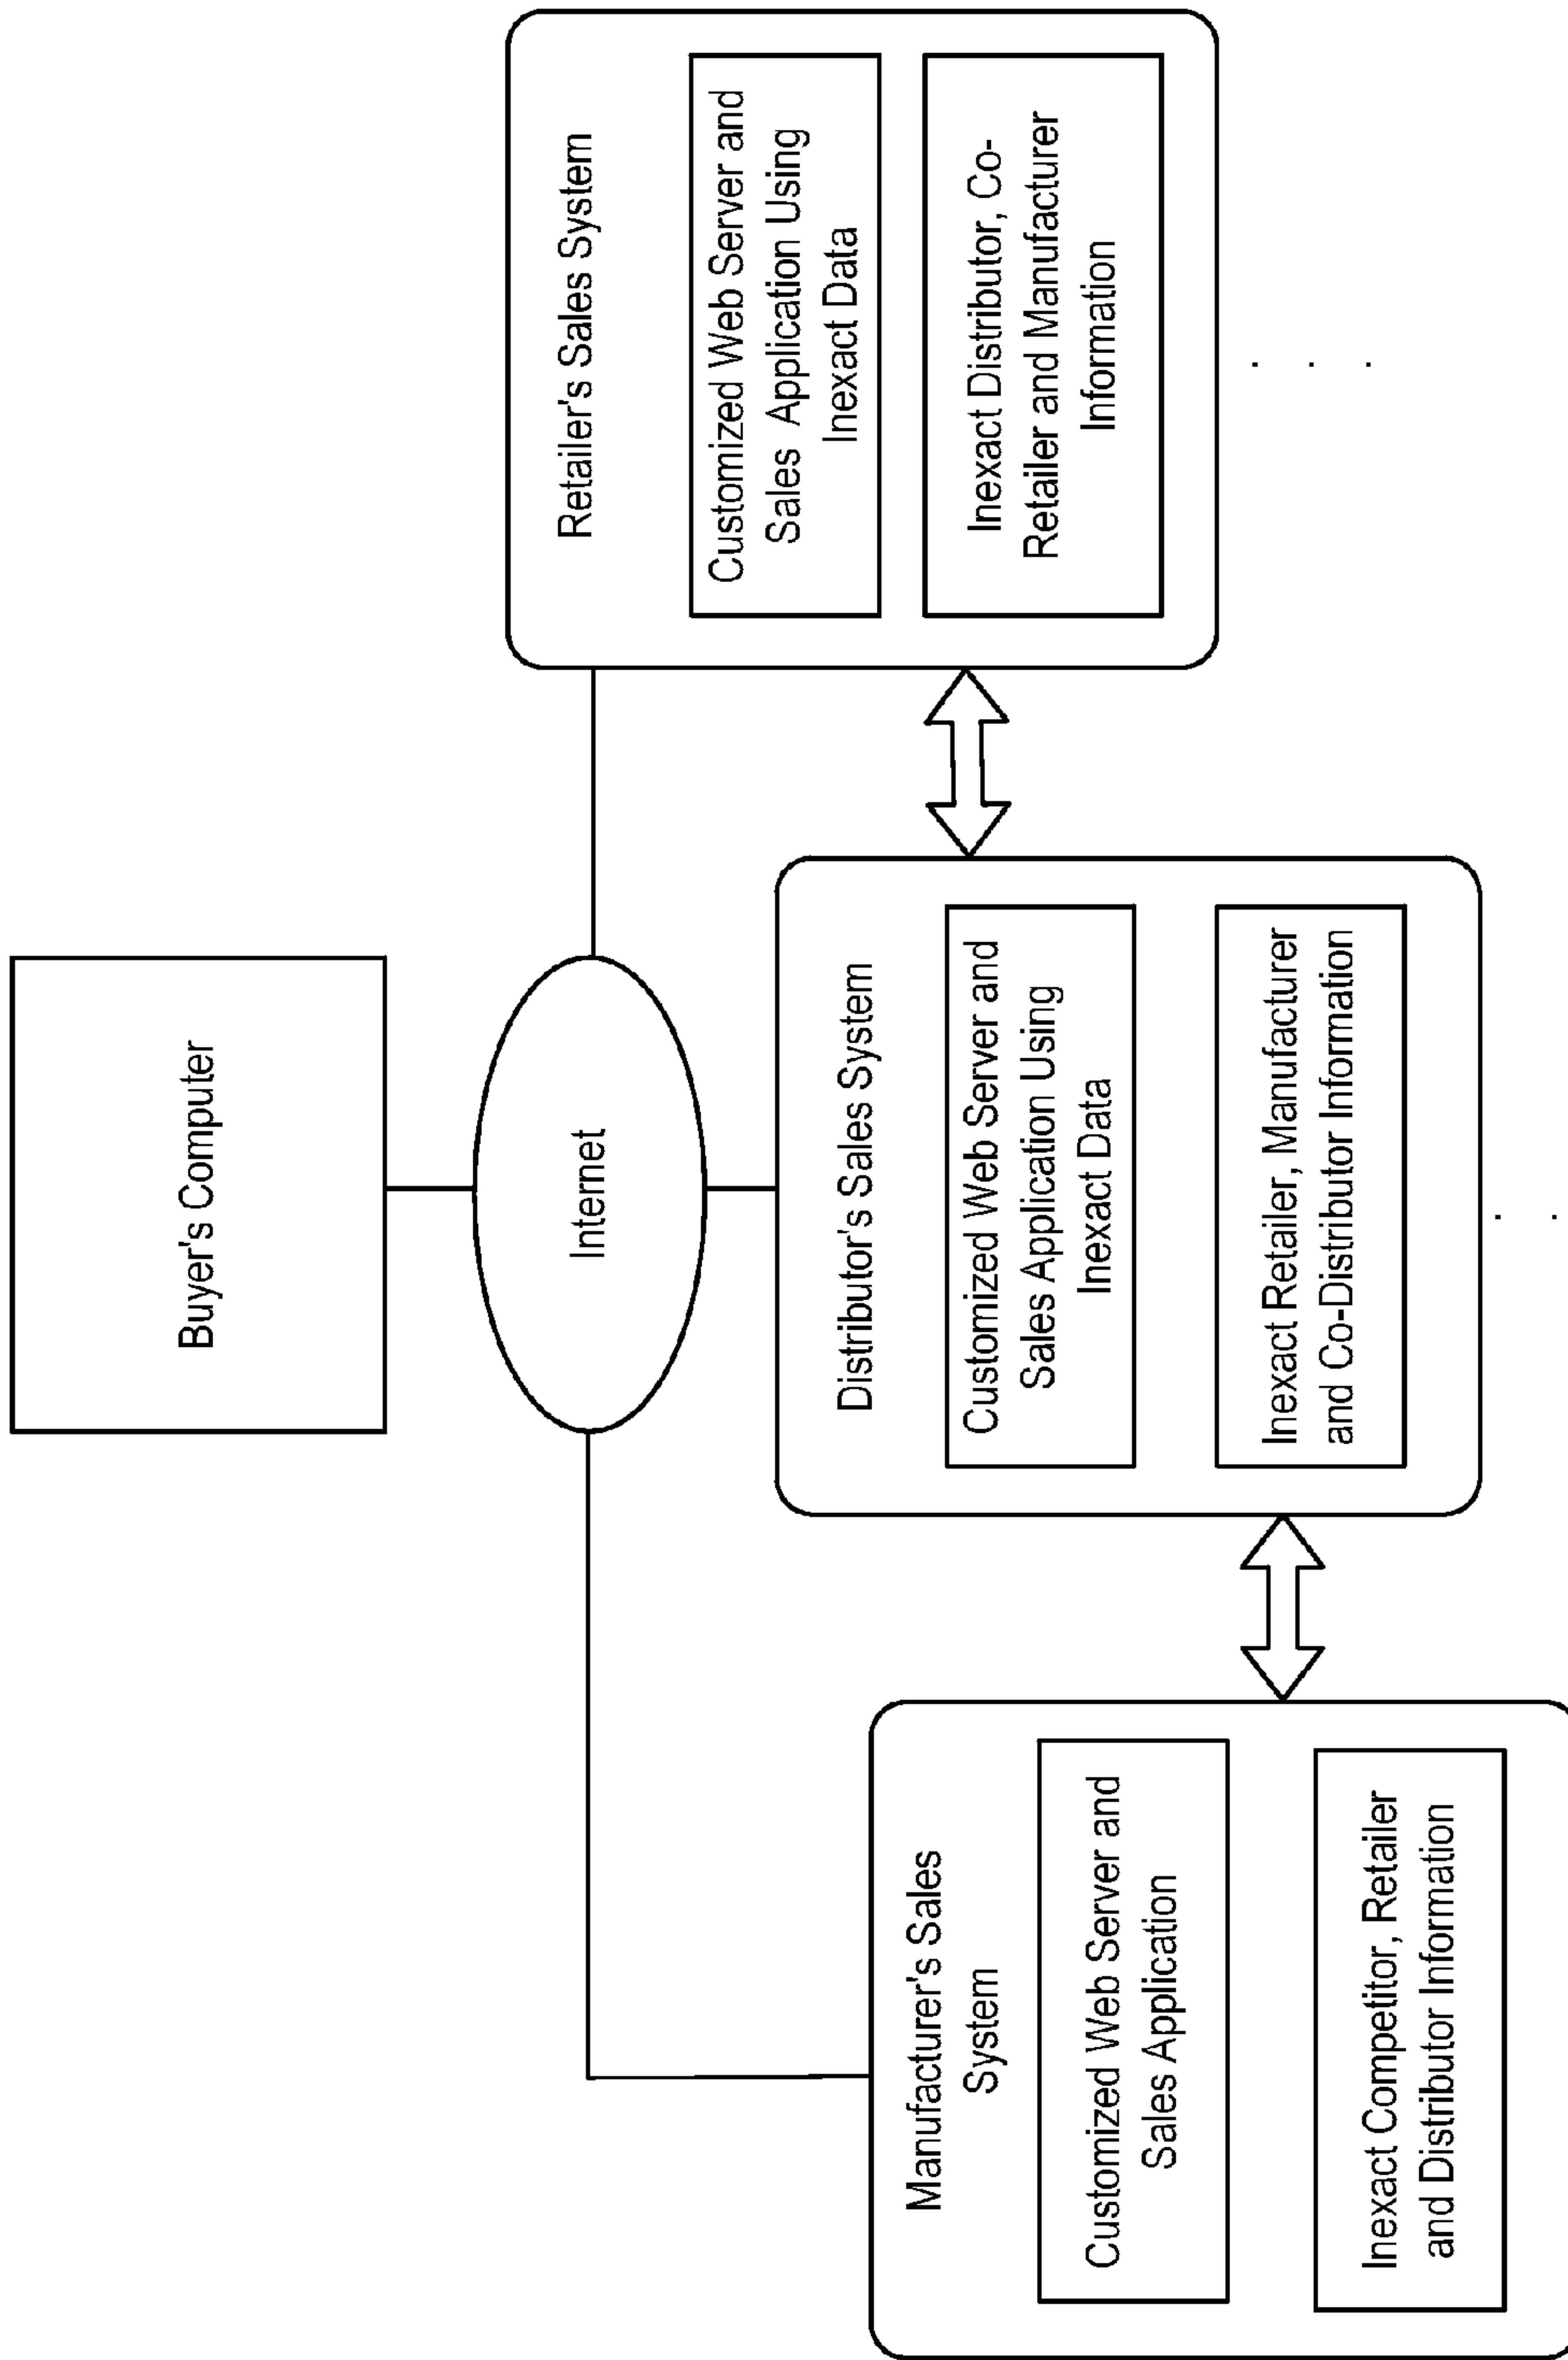 Buyer's Computer
Internet
Manufacturer's Sales
System
Customized Web Server and
Sales Application
Inexact Competitor, Retailer
and Distributor Information
Distributor's Sales System
Customized Web Server and
Sales Application Using
Inexact Data
Inexact Retailer, Manufacturer
and Co-Distributor Information
. .
Retailer's Sales System
Customized Web Server and
Sales Application Using
Inexact Data
Inexact Distributor, Co-
Retailer and Manufacturer
Information
. . .